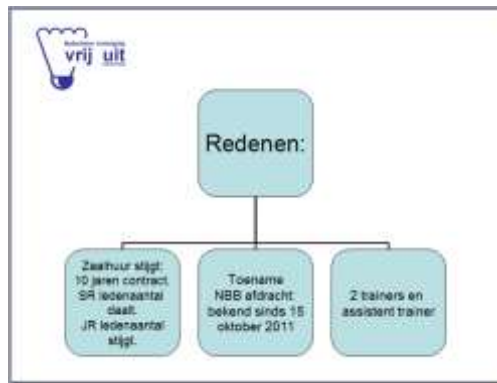 vrij uit
Redenen:
Zaalhuur stijgt:
10 jaren contract.
SR ledenaantal
daalt.
JR ledenaantal
stijgt.
Toename
NBB afdracht:
bekend sinds 15
oktober 2011
2 trainers en
assistent trainer